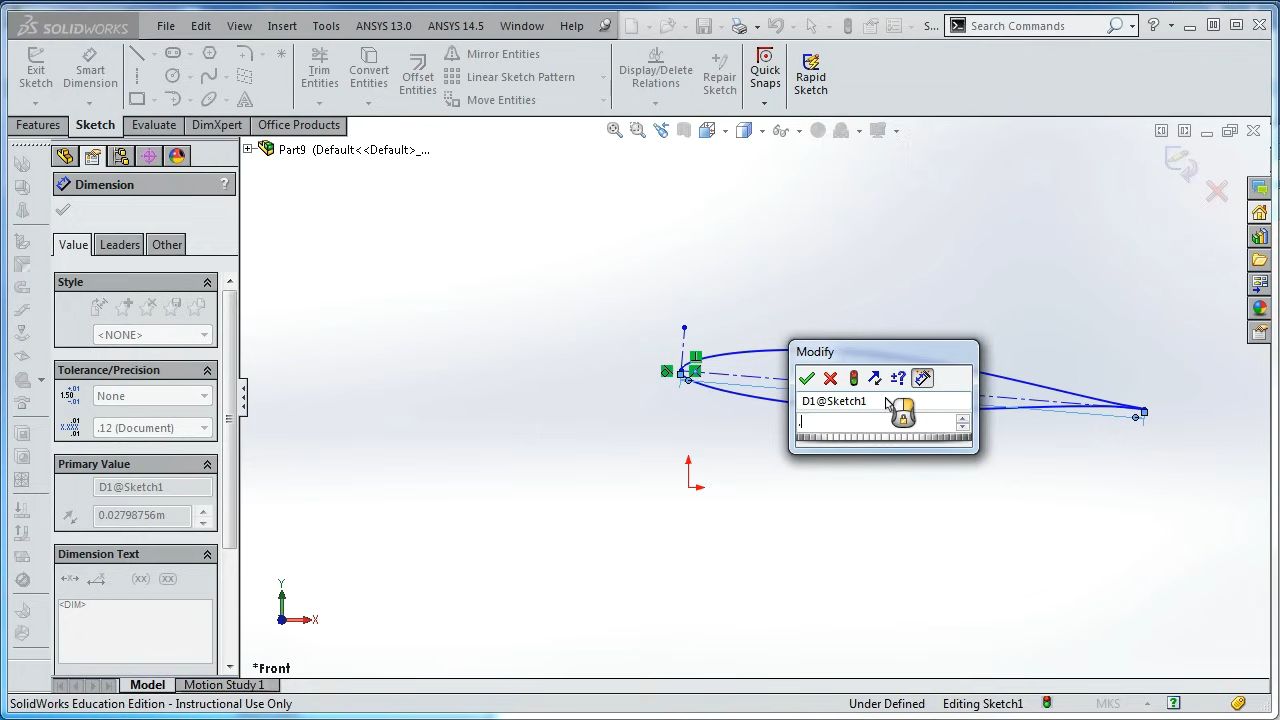 SOLIDWORKS File Edit View Insert Tools ANSYS 13.0 ANSYS 14.5 Window Help S... Search Commands ?
Exit Sketch
Smart Dimension
Trim Entities
Convert Entities
Offset Entities
Mirror Entities
Linear Sketch Pattern
Move Entities
Display/Delete Relations
Repair Sketch
Quick Snaps
Rapid Sketch
Features Sketch Evaluate DimXpert Office Products
Part9 (Default<<Default>_...
Dimension ?
Value Leaders Other
Style
<NONE>
Tolerance/Precision
None
.12 (Document)
Primary Value
D1@Sketch1
0.02798756m
Dimension Text
<DIM>
Modify
D1@Sketch1
.
Y
X
*Front
Model Motion Study 1
SolidWorks Education Edition - Instructional Use Only Under Defined Editing Sketch1 MKS ?